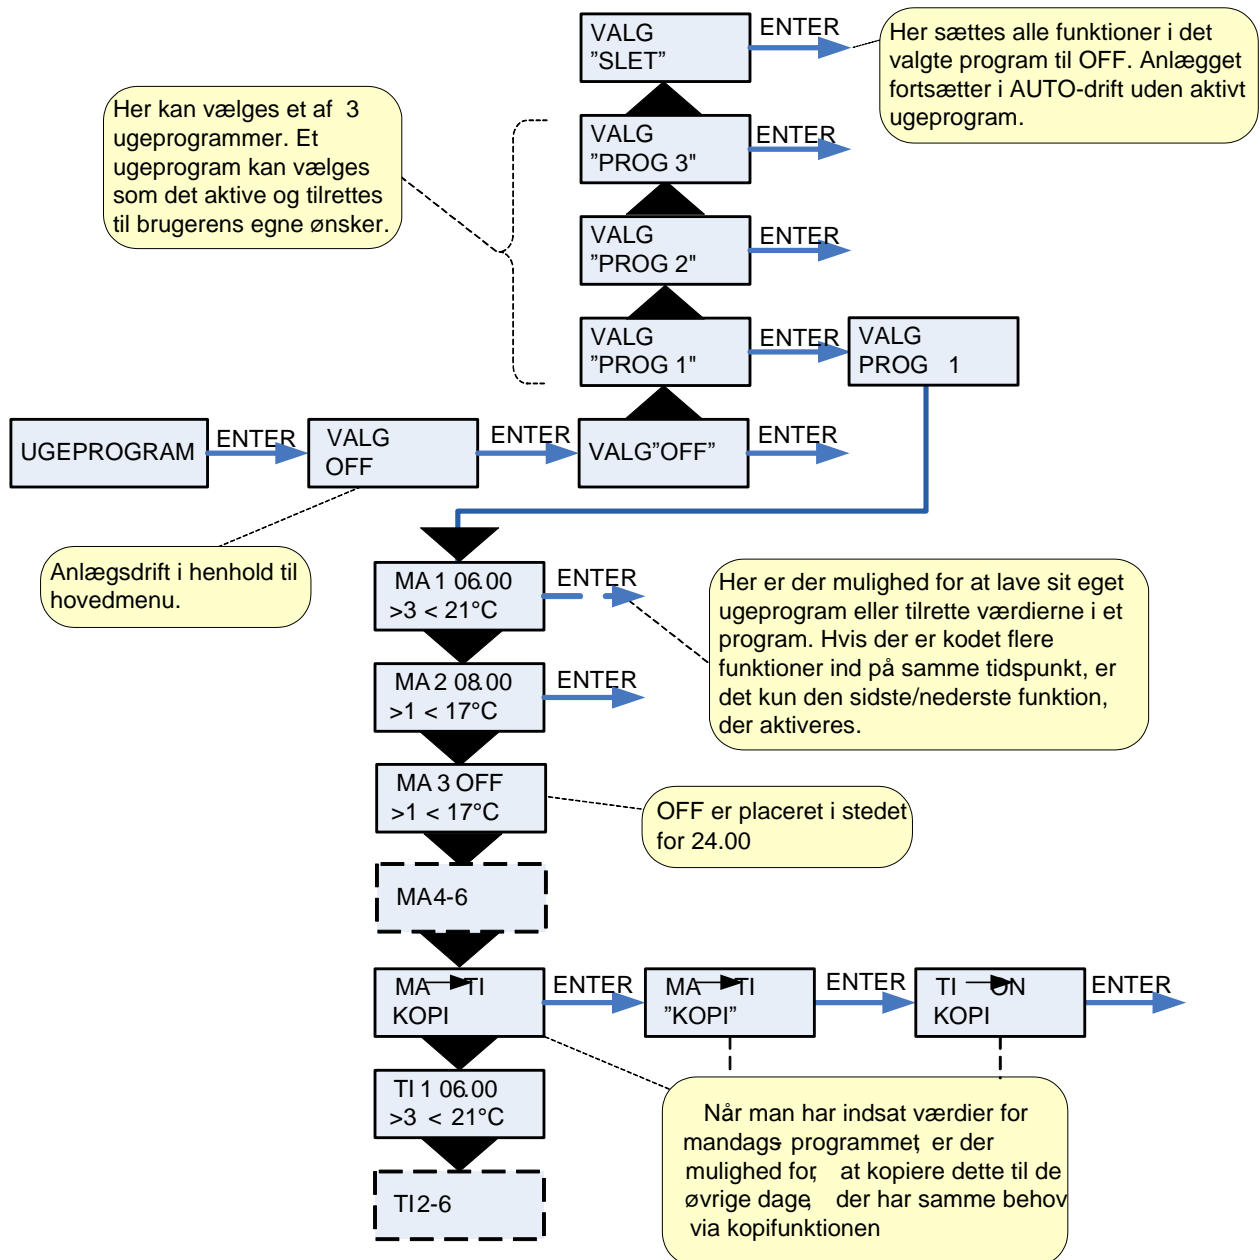 VALG
"SLET"
ENTER
Her sættes alle funktioner i det
valgte program til OFF. Anlægget
fortsætter i AUTO-drift uden aktivt
ugeprogram.
Her kan vælges et af 3
ugeprogrammer. Et
ugeprogram kan vælges
som det aktive og tilrettes
til brugerens egne ønsker.
VALG
"PROG 3"
ENTER
VALG
"PROG 2"
ENTER
VALG
"PROG 1"
ENTER
VALG
PROG 1
UGEPROGRAM
ENTER
VALG
OFF
ENTER
VALG"OFF"
ENTER
Anlægsdrift i henhold til
hovedmenu.
MA 1 06.00
>3 < 21°C
ENTER
Her er der mulighed for at lave sit eget
ugeprogram eller tilrette værdierne i et
program. Hvis der er kodet flere
funktioner ind på samme tidspunkt, er
det kun den sidste/nederste funktion,
der aktiveres.
MA 2 08.00
>1 < 17°C
ENTER
MA 3 OFF
>1 < 17°C
OFF er placeret i stedet
for 24.00
MA4-6
MA → TI
KOPI
ENTER
MA → TI
"KOPI"
ENTER
TI → ON
KOPI
ENTER
TI 1 06.00
>3 < 21°C
Når man har indsat værdier for
mandags- programmet, er der
mulighed for, at kopiere dette til de
øvrige dage, der har samme behov
via kopifunktionen
TI2-6